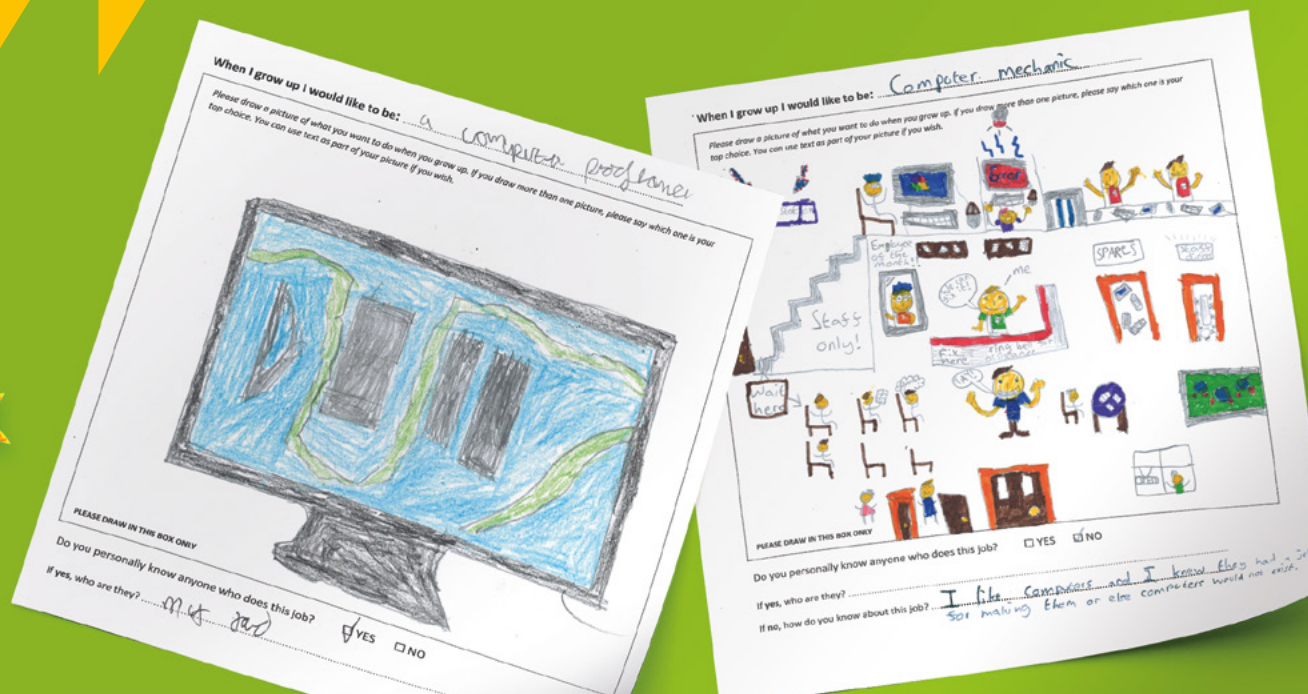 When I grow up I would like to be: a computer
Please draw a picture of what you want to do when you grow up. If you draw more than one picture, please say which one is your
top choice. You can use text as part of your picture if you wish.
PLEASE DRAW IN THIS BOX ONLY
Do you personally know anyone who does this job? YES NO
If yes, who are they? my
When I grow up I would like to be: Computer mechanic
Please draw a picture of what you want to do when you grow up. If you draw more than one picture, please say which one is your
top choice. You can use text as part of your picture if you wish.
Error
Employee
of the
month!
SPARES
me
Staff
only!
Fix
here
ring bell for
Wait
here
PLEASE DRAW IN THIS BOX ONLY
Do you personally know anyone who does this job? YES NO
If yes, who are they?
If no, how do you know about this job? I like Computors and I knew they had a
for making them or else computers would not exist.